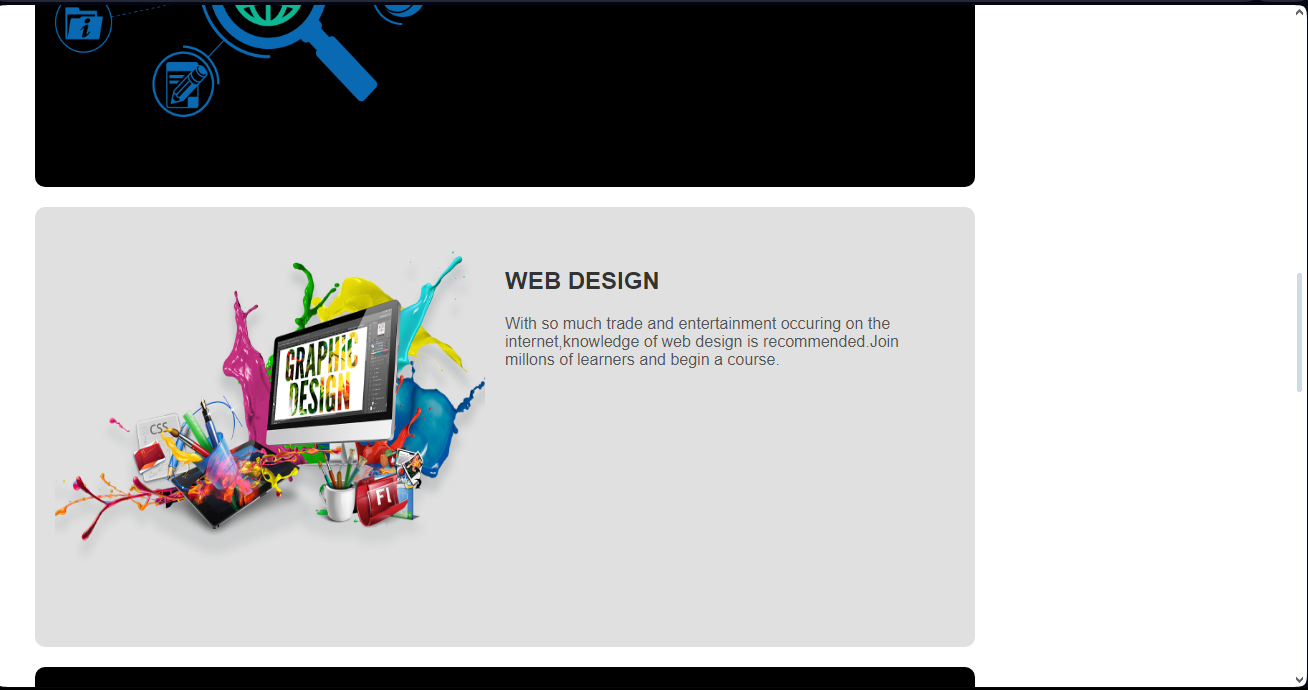 WEB DESIGN
With so much trade and entertainment occuring on the
internet,knowledge of web design is recommended.Join
millons of learners and begin a course.
GRAPHIC
DESIGN
CSS
Fl